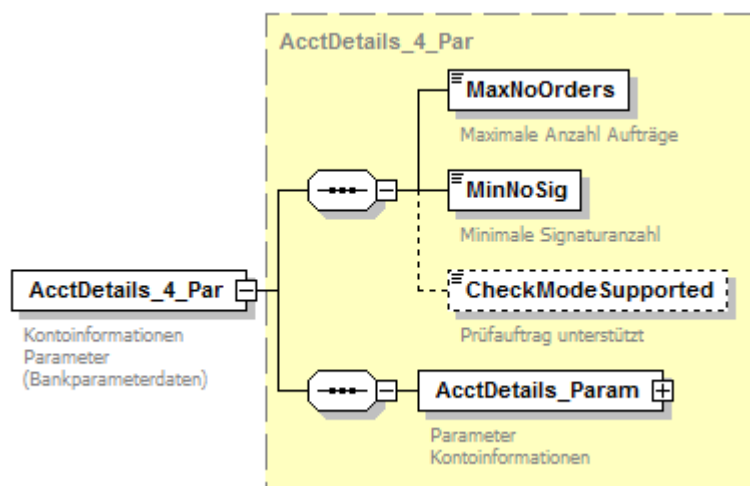 AcctDetails_4_Par
MaxNoOrders
Maximale Anzahl Aufträge
MinNoSig
Minimale Signaturanzahl
AcctDetails_4_Par
Kontoinformationen
Parameter
(Bankparameterdaten)
CheckModeSupported
Prüfauftrag unterstützt
AcctDetails_Param
Parameter
Kontoinformationen